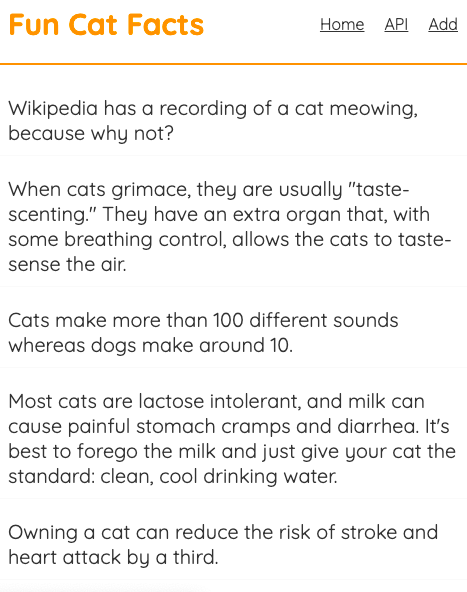 Fun Cat Facts
Home API Add
Wikipedia has a recording of a cat meowing,
because why not?
When cats grimace, they are usually "taste-
scenting." They have an extra organ that, with
some breathing control, allows the cats to taste-
sense the air.
Cats make more than 100 different sounds
whereas dogs make around 10.
Most cats are lactose intolerant, and milk can
cause painful stomach cramps and diarrhea. It's
best to forego the milk and just give your cat the
standard: clean, cool drinking water.
Owning a cat can reduce the risk of stroke and
heart attack by a third.